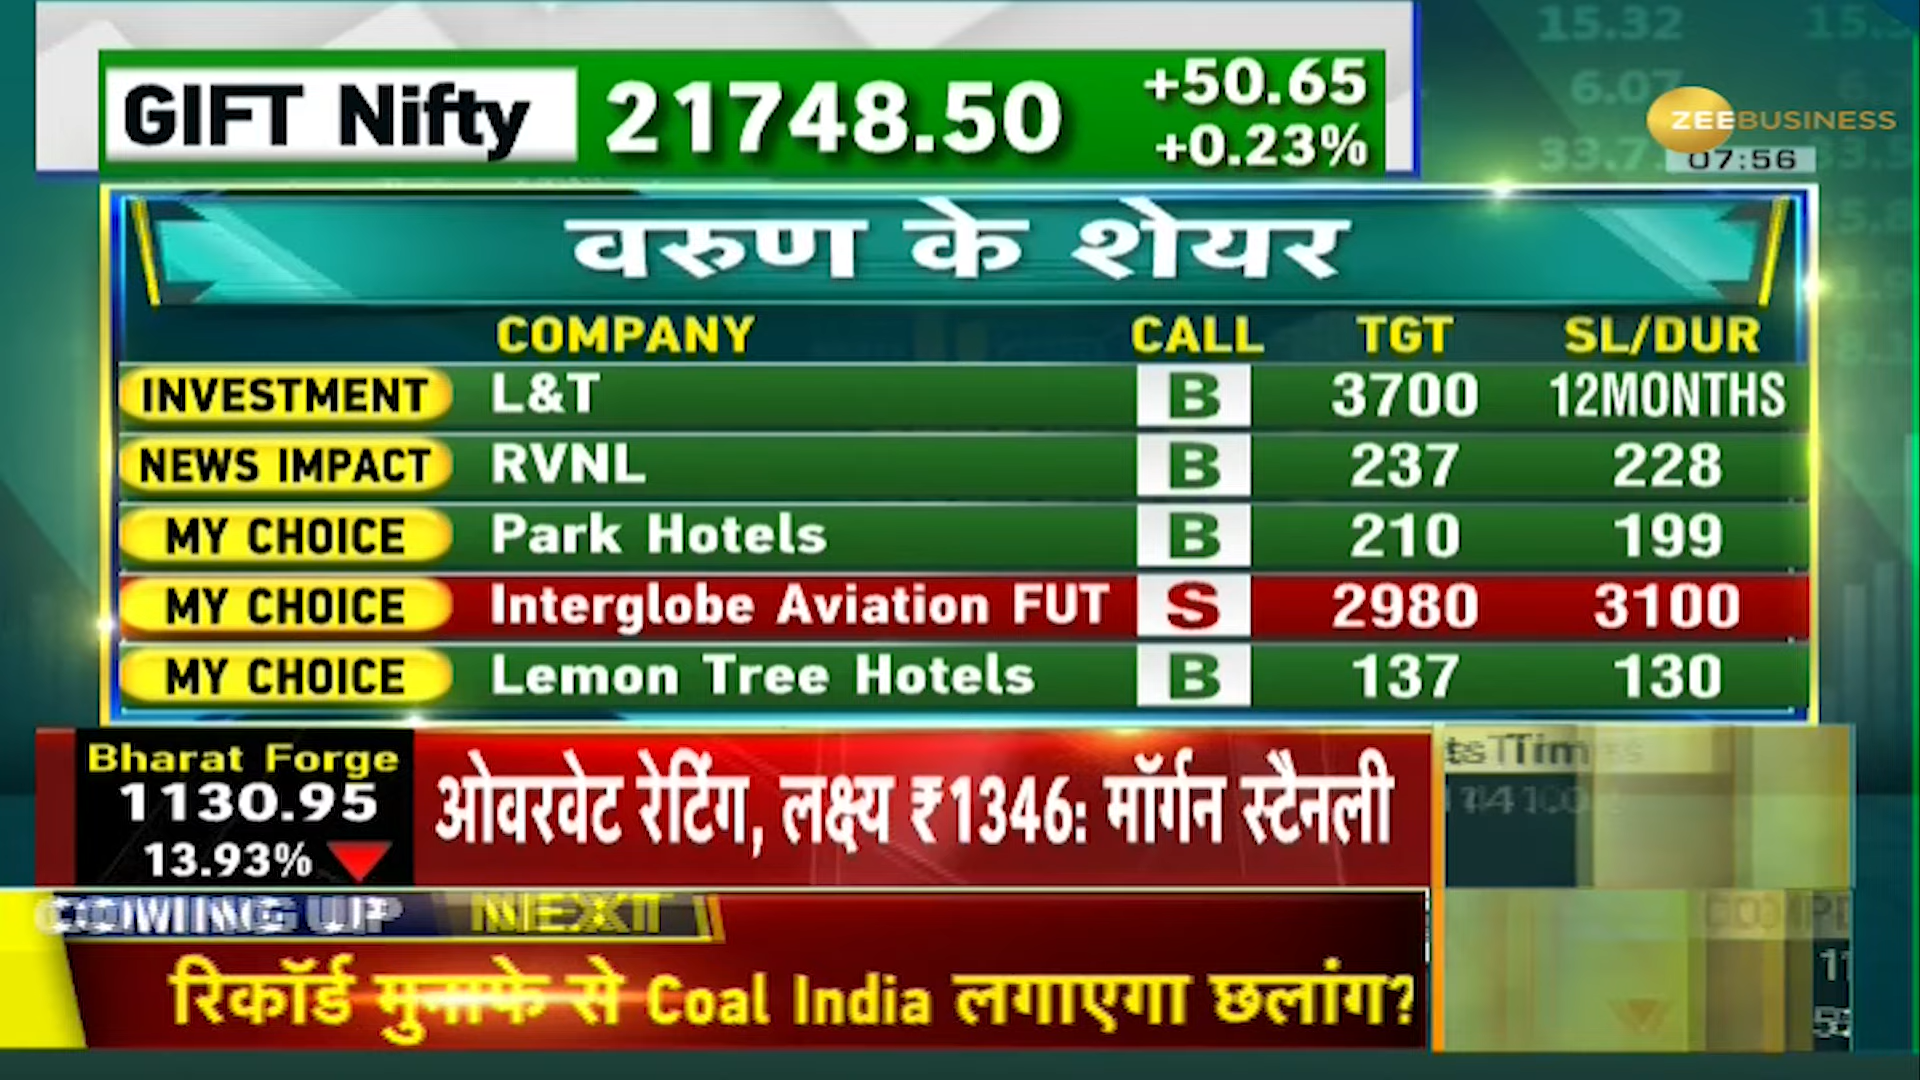 GIFT Nifty 21748.50 +50.65
+0.23%
ZEEBUSINESS
07:56
वरुण के शेयर
COMPANY CALL TGT SL/DUR
INVESTMENT L&T B 3700 12MONTHS
NEWS IMPACT RVNL B 237 228
MY CHOICE Park Hotels B 210 199
MY CHOICE Interglobe Aviation FUT S 2980 3100
MY CHOICE Lemon Tree Hotels B 137 130
Bharat Forge
1130.95
13.93%
ओवरवेट रेटिंग, लक्ष्य ₹1346: मॉर्गन स्टैनली
COMING UP NEXT
रिकॉर्ड मुनाफे से Coal India लगाएगा छलांग?